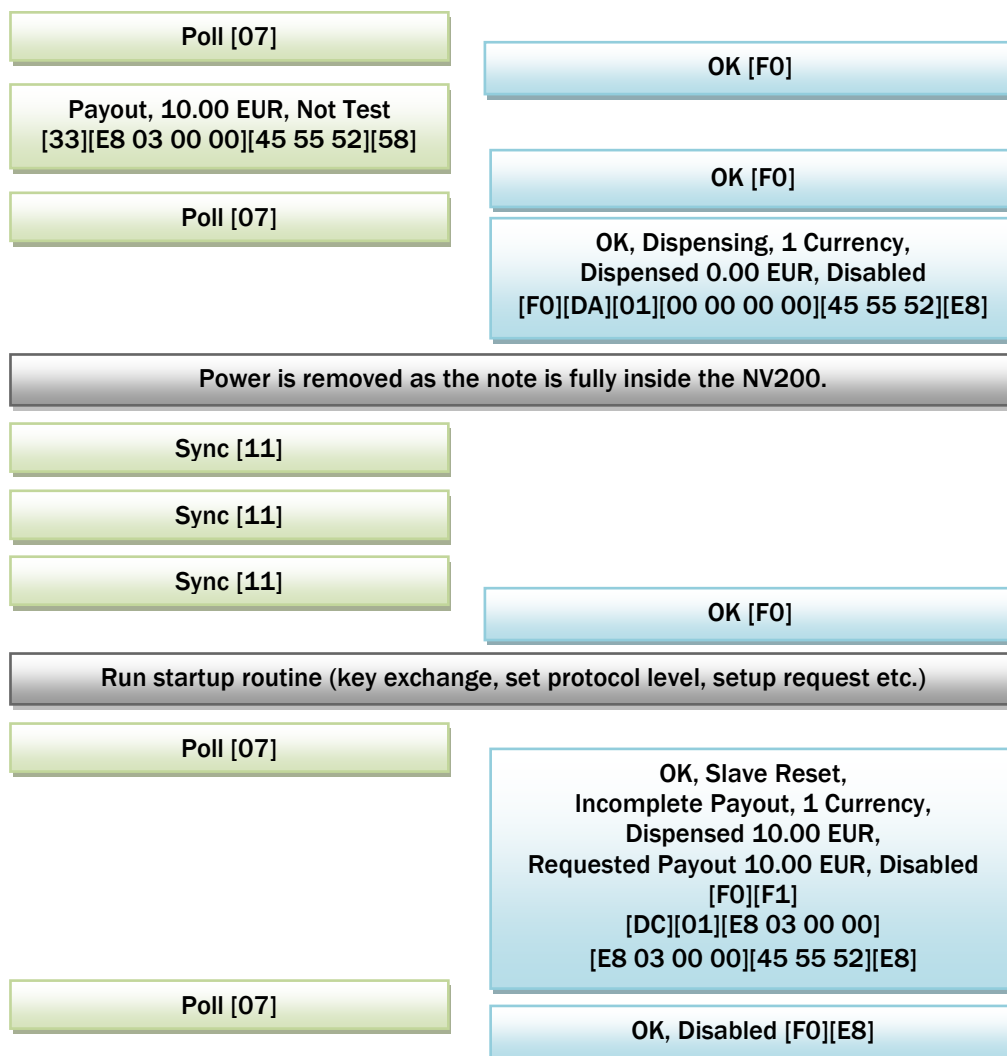 Poll [07]
OK [F0]
Payout, 10.00 EUR, Not Test
[33][E8 03 00 00][45 55 52][58]
OK [F0]
Poll [07]
OK, Dispensing, 1 Currency,
Dispensed 0.00 EUR, Disabled
[F0][DA][01][00 00 00 00][45 55 52][E8]
Power is removed as the note is fully inside the NV200.
Sync [11]
Sync [11]
Sync [11]
OK [F0]
Run startup routine (key exchange, set protocol level, setup request etc.)
Poll [07]
OK, Slave Reset,
Incomplete Payout, 1 Currency,
Dispensed 10.00 EUR,
Requested Payout 10.00 EUR, Disabled
[F0][F1]
[DC][01][E8 03 00 00]
[E8 03 00 00][45 55 52][E8]
Poll [07]
OK, Disabled [F0][E8]